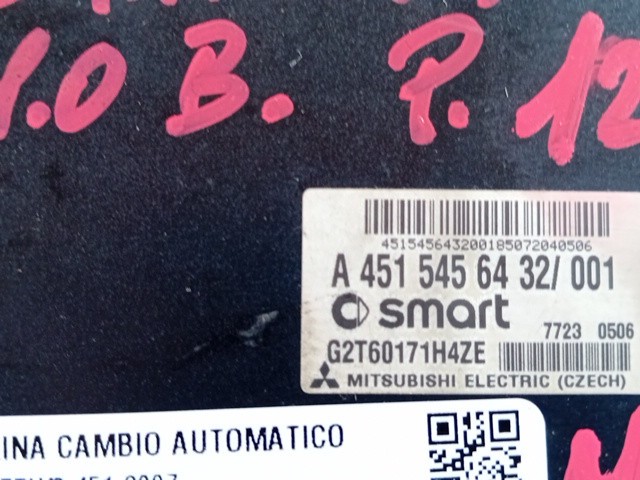 1.0 B. P. 12
451545643200185072040506
A 451 545 64 32/ 001
smart
7723 0506
G2T60171H4ZE
MITSUBISHI ELECTRIC (CZECH)
INA CAMBIO AUTOMATICO